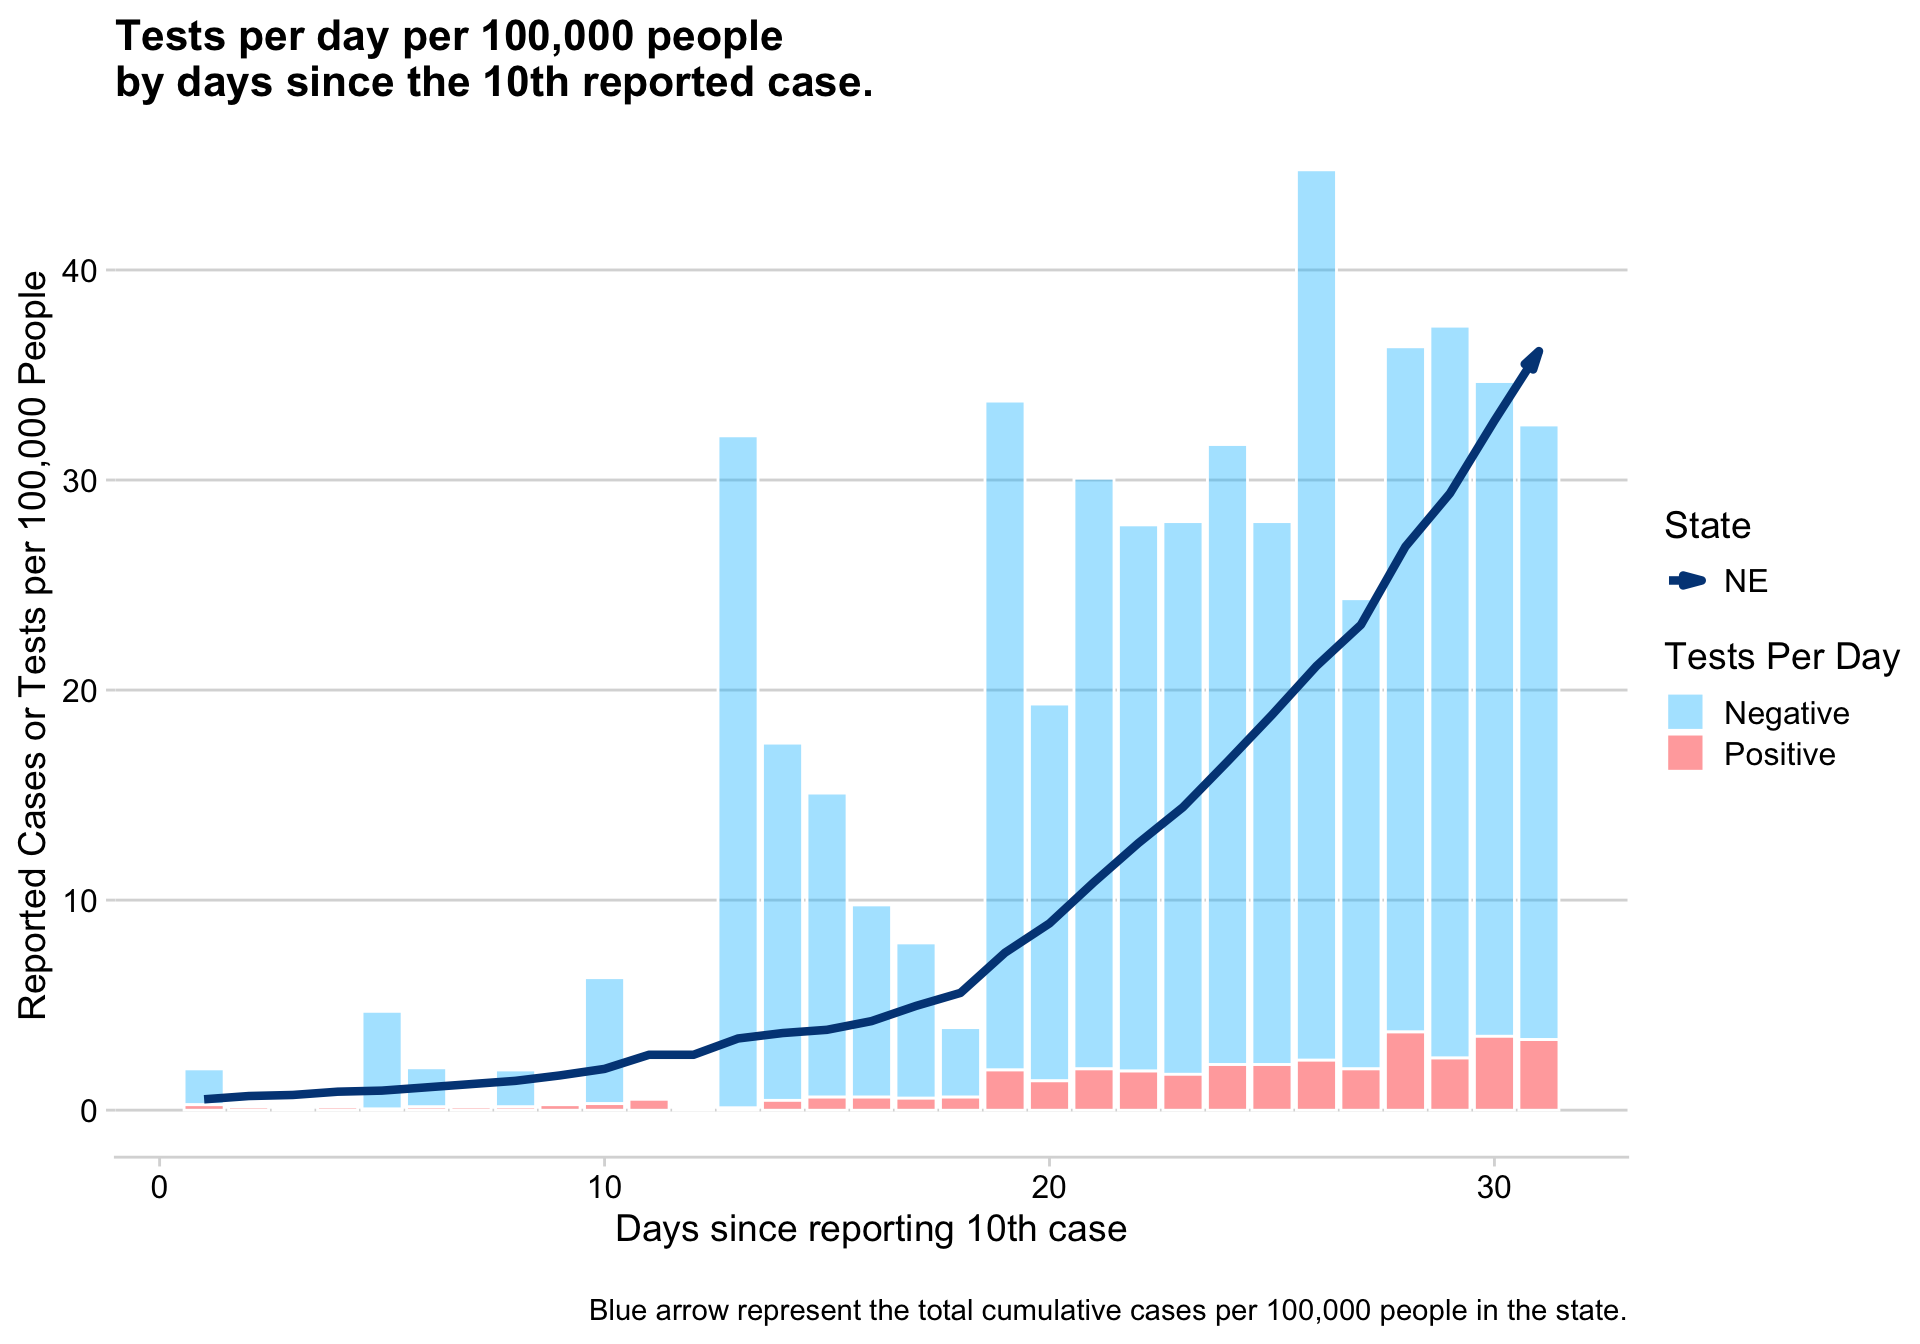 Tests per day per 100,000 people
by days since the 10th reported case.
Reported Cases or Tests per 100,000 People
40
30
20
10
0
0
10
20
30
Days since reporting 10th case
State
NE
Tests Per Day
Negative
Positive
Blue arrow represent the total cumulative cases per 100,000 people in the state.